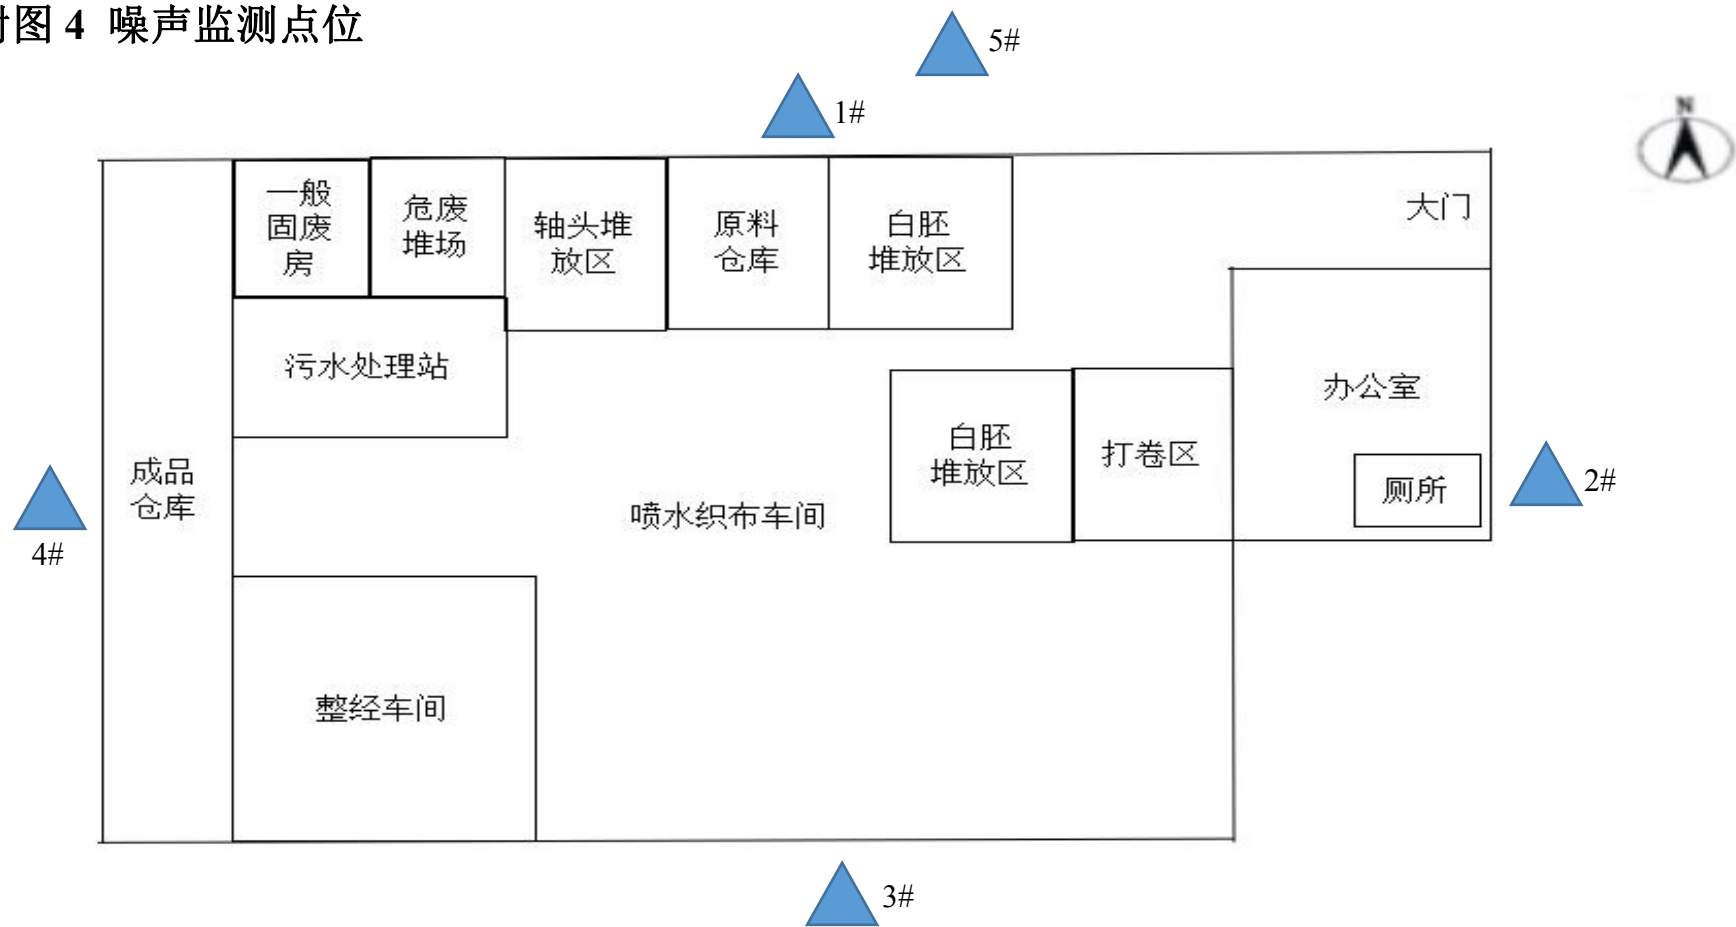 图 4 噪声监测点位
5#
1#
N
一般
固废
房
危废
堆场
轴头堆
放区
原料
仓库
白胚
堆放区
大门
污水处理站
办公室
白胚
堆放区
打卷区
成品
仓库
厕所
2#
喷水织布车间
4#
整经车间
3#